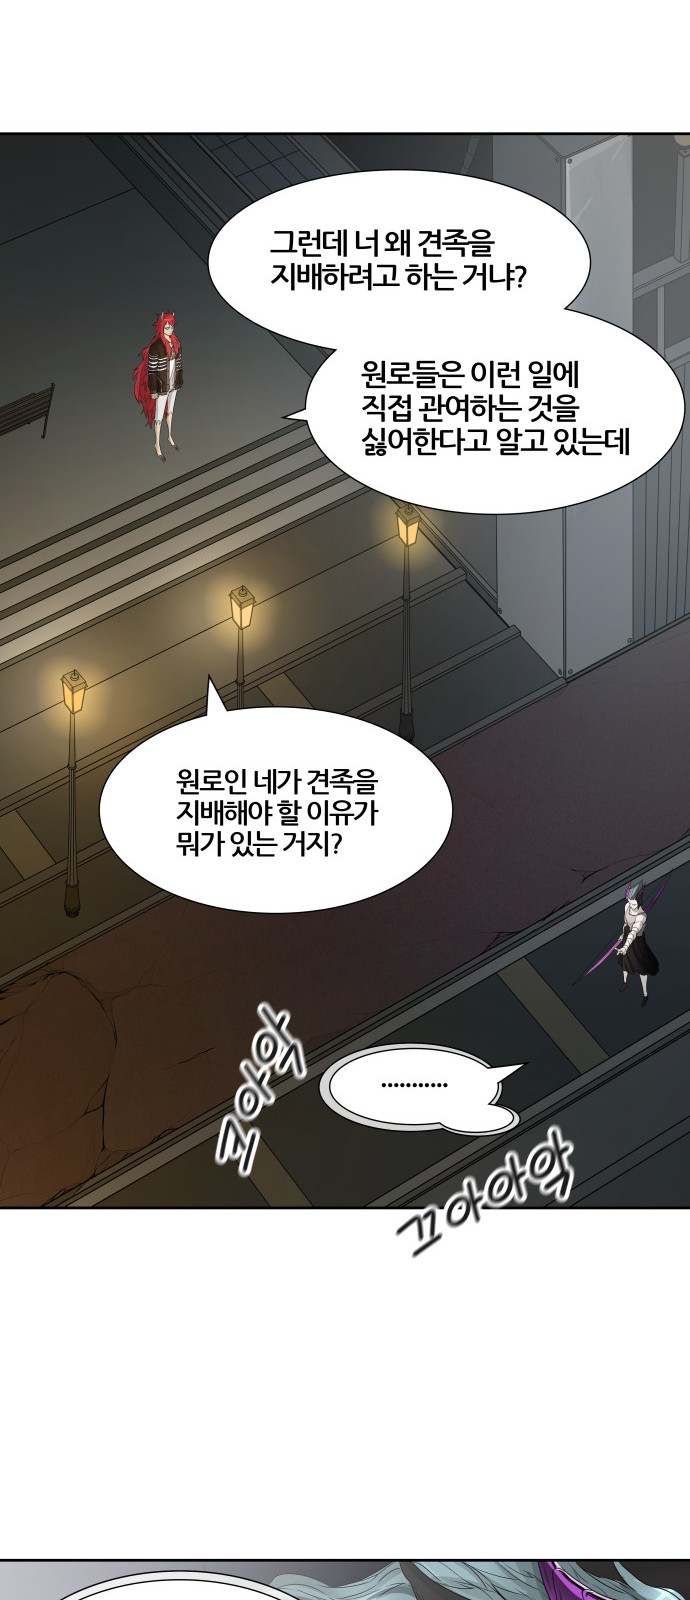 그런데 너 왜 견족을
지배하려고 하는 거냐?
원로들은 이런 일에
직접 관여하는 것을
싫어한다고 알고 있는데
원로인 네가 견족을
지배해야 할 이유가
뭐가 있는 거지?
끄아악
············
끄아아악